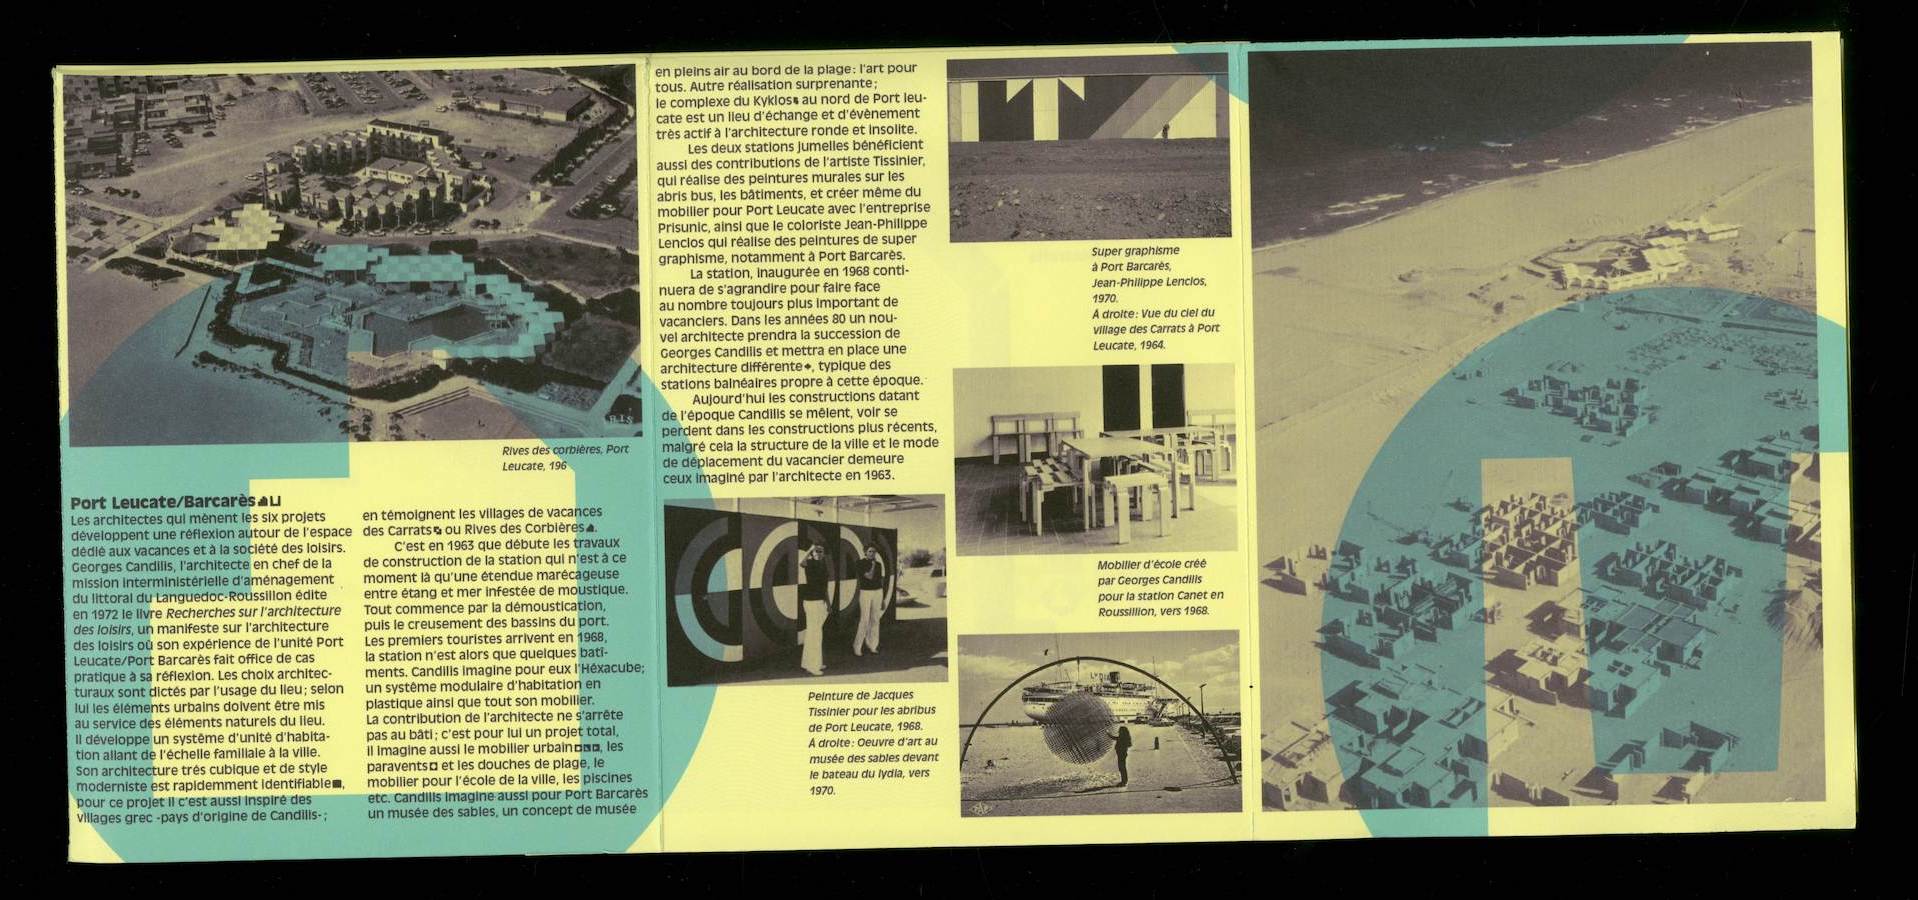 RIS
Rives des corbières, Port
Leucate, 196
Port Leucate/Barcarès
Les architectes qui mènent les six projets
développent une réflexion autour de l'espace
dédié aux vacances et à la société des loisirs.
Georges Candilis, l'architecte en chef de la
mission interministérielle d'aménagement
du littoral du Languedoc-Roussillon édite
en 1972 le livre Recherches sur l'architecture
des loisirs, un manifeste sur l'architecture
des loisirs où son expérience de l'unité Port
Leucate/Port Barcarès fait office de cas
pratique à sa réflexion. Les choix architec-
turaux sont dictés par l'usage du lieu; selon
lui les éléments urbains doivent être mis
au service des éléments naturels du lieu.
Il développe un système d'unité d'habita-
tion allant de l'échelle familiale à la ville.
Son architecture très cubique et de style
moderniste est rapidement identifiable■,
pour ce projet il c'est aussi inspiré des
villages grec -pays d'origine de Candilis-;
en témoignent les villages de vacances
des Carrats ou Rives des Corbières.
C'est en 1963 que débute les travaux
de construction de la station qui n'est à ce
moment là qu'une étendue marécageuse
entre étang et mer infestée de moustique.
Tout commence par la démoustication,
puis le creusement des bassins du port.
Les premiers touristes arrivent en 1968,
la station n'est alors que quelques bati-
ments. Candilis imagine pour eux l'Héxacube;
un système modulaire d'habitation en
plastique ainsi que tout son mobilier.
La contribution de l'architecte ne s'arrête
pas au bâti; c'est pour lui un projet total,
il imagine aussi le mobilier urbain, les
paravents et les douches de plage, le
mobilier pour l'école de la ville, les piscines
etc. Candilis imagine aussi pour Port Barcarès
un musée des sables, un concept de musée
en pleins air au bord de la plage: l'art pour
tous. Autre réalisation surprenante;
le complexe du Kyklos au nord de Port leu-
cate est un lieu d'échange et d'évènement
très actif à l'architecture ronde et insolite.
Les deux stations jumelles bénéficient
aussi des contributions de l'artiste Tissinier,
qui réalise des peintures murales sur les
abris bus, les bâtiments, et créer même du
mobilier pour Port Leucate avec l'entreprise
Prisunic, ainsi que le coloriste Jean-Philippe
Lenclos qui réalise des peintures de super
graphisme, notamment à Port Barcarès.
La station, inaugurée en 1968 conti-
nuera de s'agrandire pour faire face
au nombre toujours plus important de
vacanciers. Dans les années 80 un nou-
vel architecte prendra la succession de
Georges Candilis et mettra en place une
architecture différente, typique des
stations balnéaires propre à cette époque.
Aujourd'hui les constructions datant
de l'époque Candilis se mêlent, voir se
perdent dans les constructions plus récents,
malgré cela la structure de la ville et le mode
de déplacement du vacancier demeure
ceux imaginé par l'architecte en 1963.
Peinture de Jacques
Tissinier pour les abribus
de Port Leucate, 1968.
À droite: Oeuvre d'art au
musée des sables devant
le bateau du lydia, vers
1970.
Super graphisme
à Port Barcarès,
Jean-Philippe Lenclos,
1970.
À droite: Vue du ciel du
village des Carrats à Port
Leucate, 1964.
Mobilier d'école créé
par Georges Candilis
pour la station Canet en
Roussillion, vers 1968.
LYDIA